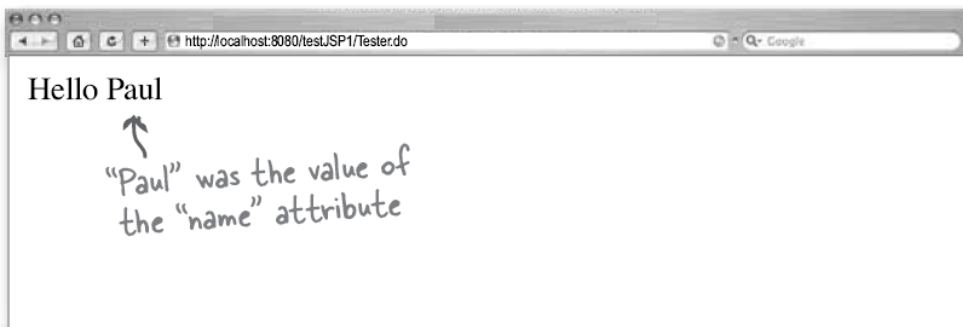 http://localhost:8080/testJSP1/Tester.do
Google
Hello Paul
“Paul” was the value of
the “name” attribute